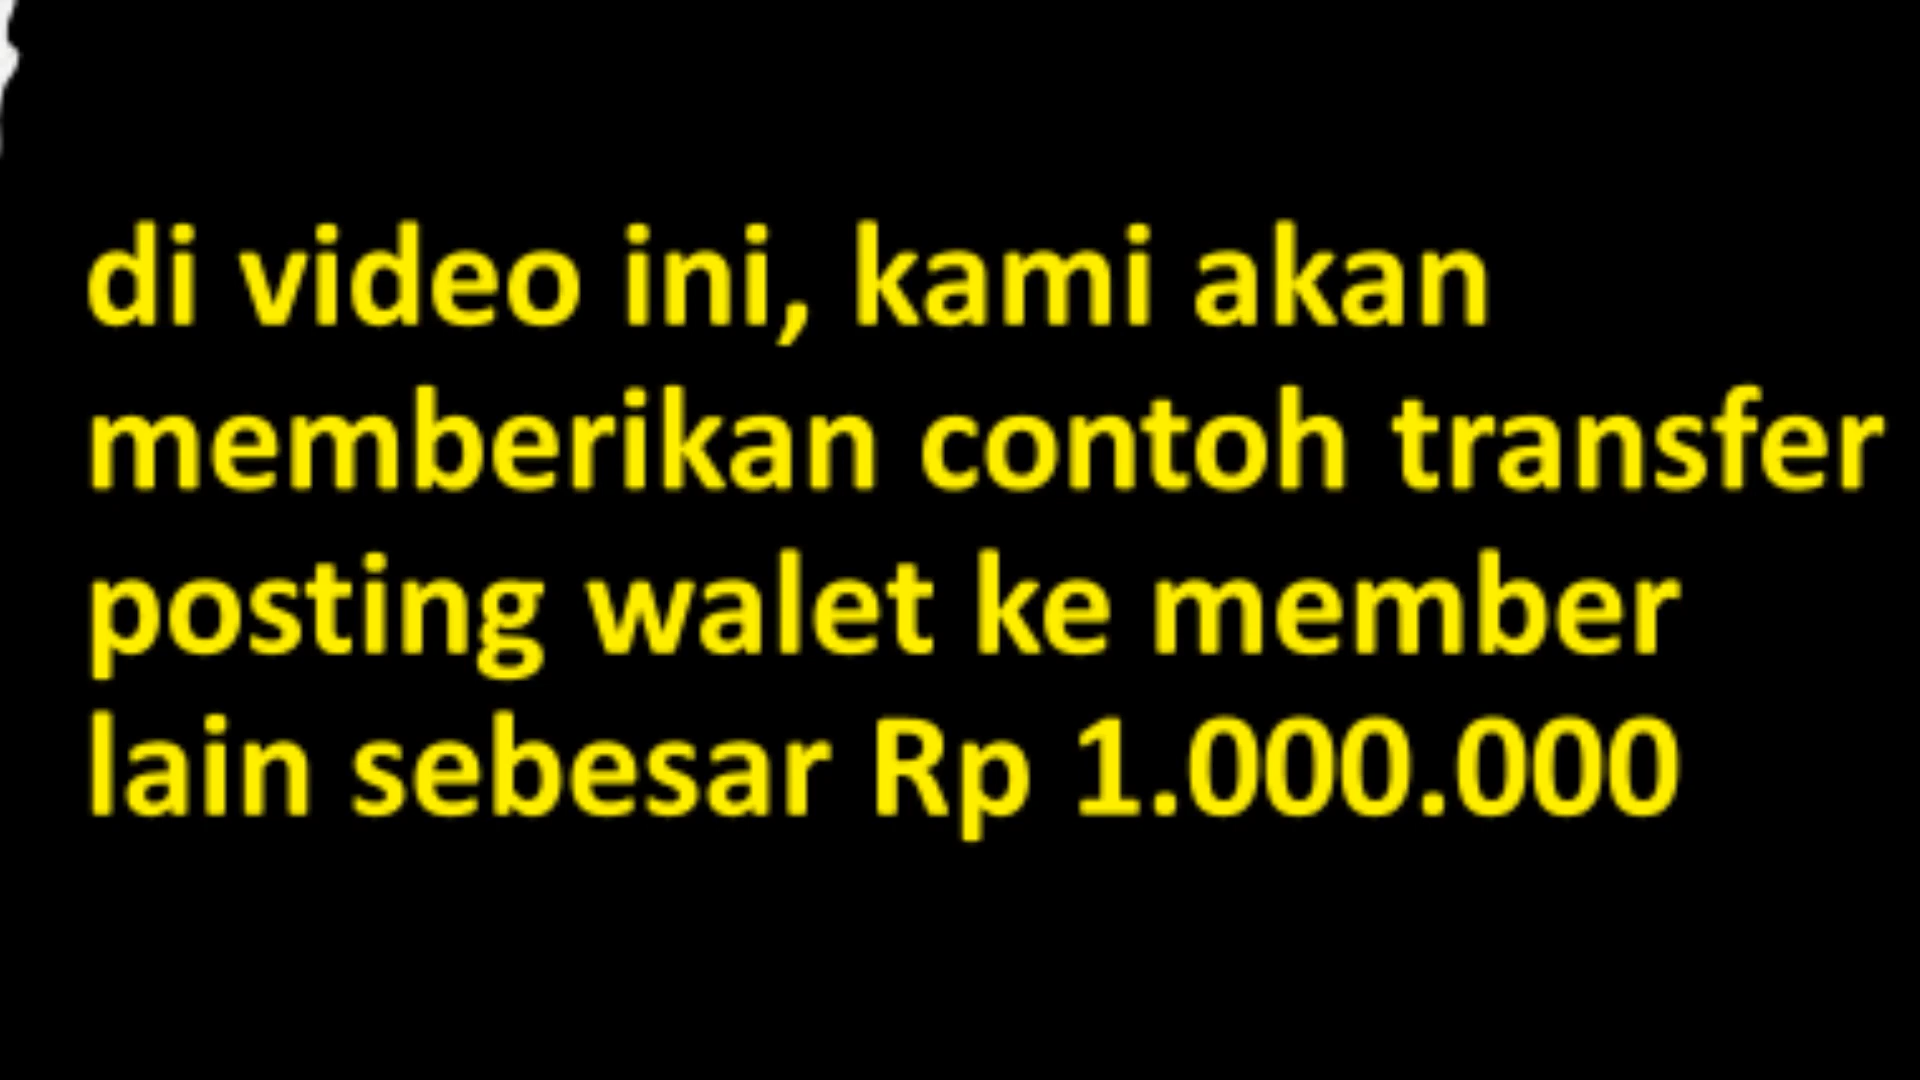 di video ini, kami akan
memberikan contoh transfer
posting walet ke member
lain sebesar Rp 1.000.000